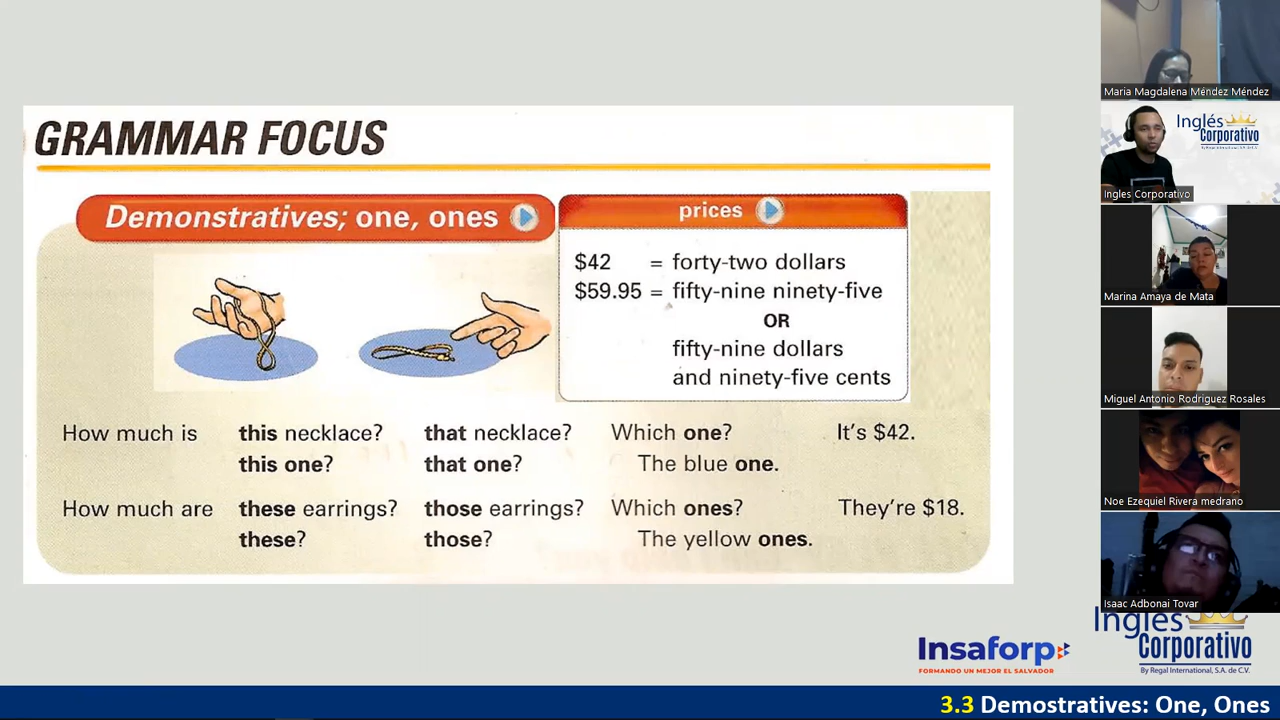 GRAMMAR FOCUS
Demonstratives; one, ones
prices
$42 = forty-two dollars
$59.95 = fifty-nine ninety-five
OR
fifty-nine dollars
and ninety-five cents
How much is this necklace? that necklace? Which one? It's $42.
this one? that one? The blue one.
How much are these earrings? those earrings? Which ones? They're $18.
these? those? The yellow ones.
Maria Magdalena Méndez Méndez
Inglés
Corporativo
By Regal International, S.A. de C.V.
Ingles Corporativo
Marina Amaya de Mata
Miguel Antonio Rodriguez Rosales
Noe Ezequiel Rivera medrano
Isaac Adbonai Tovar
Insaforp
FORMANDO UN MEJOR EL SALVADOR
Inglés
Corporativo
By Regal International, S.A. de C.V.
3.3 Demostratives: One, Ones